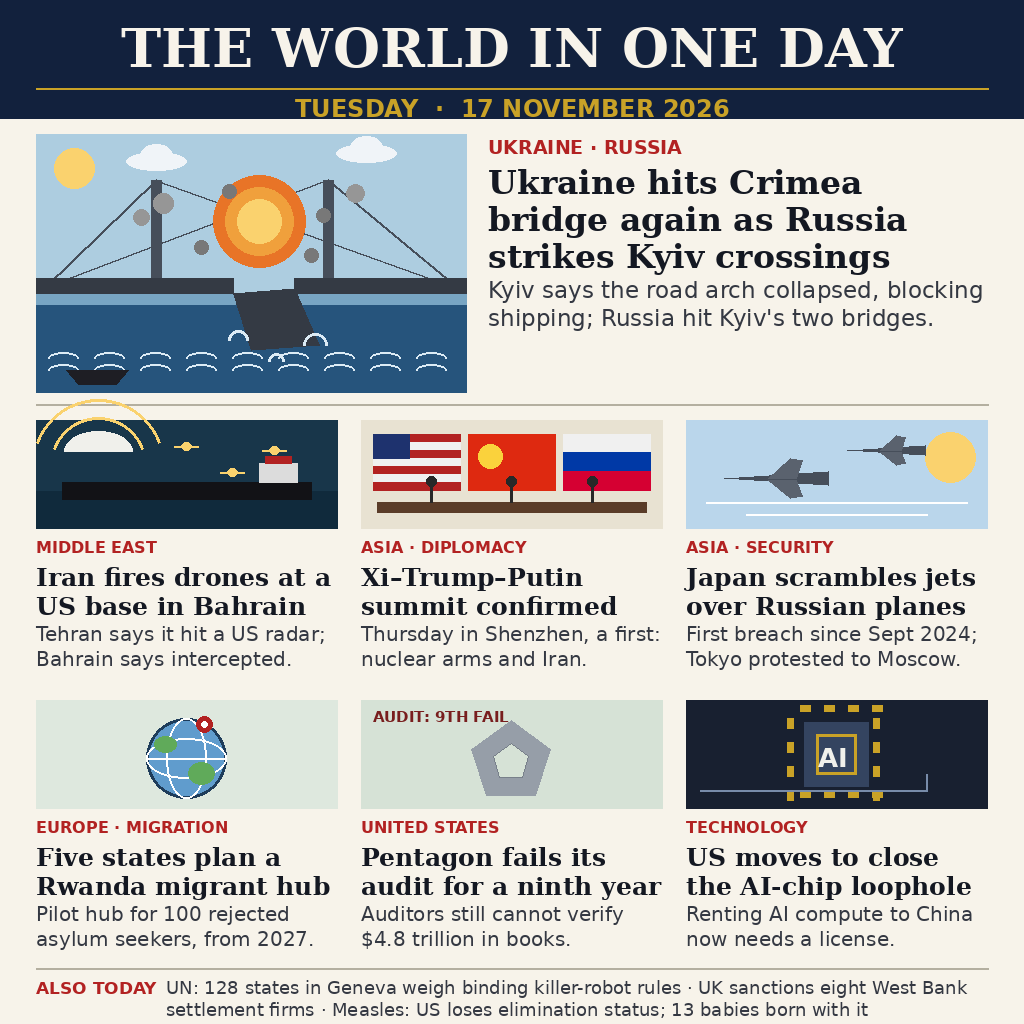 THE WORLD IN ONE DAY
TUESDAY · 17 NOVEMBER 2026
UKRAINE · RUSSIA
Ukraine hits Crimea
bridge again as Russia
strikes Kyiv crossings
Kyiv says the road arch collapsed, blocking
shipping; Russia hit Kyiv's two bridges.
MIDDLE EAST
Iran fires drones at a
US base in Bahrain
Tehran says it hit a US radar;
Bahrain says intercepted.
ASIA · DIPLOMACY
Xi–Trump–Putin
summit confirmed
Thursday in Shenzhen, a first:
nuclear arms and Iran.
ASIA · SECURITY
Japan scrambles jets
over Russian planes
First breach since Sept 2024;
Tokyo protested to Moscow.
EUROPE · MIGRATION
Five states plan a
Rwanda migrant hub
Pilot hub for 100 rejected
asylum seekers, from 2027.
AUDIT: 9TH FAIL
UNITED STATES
Pentagon fails its
audit for a ninth year
Auditors still cannot verify
$4.8 trillion in books.
AI
TECHNOLOGY
US moves to close
the AI-chip loophole
Renting AI compute to China
now needs a license.
ALSO TODAY UN: 128 states in Geneva weigh binding killer-robot rules · UK sanctions eight West Bank
settlement firms · Measles: US loses elimination status; 13 babies born with it